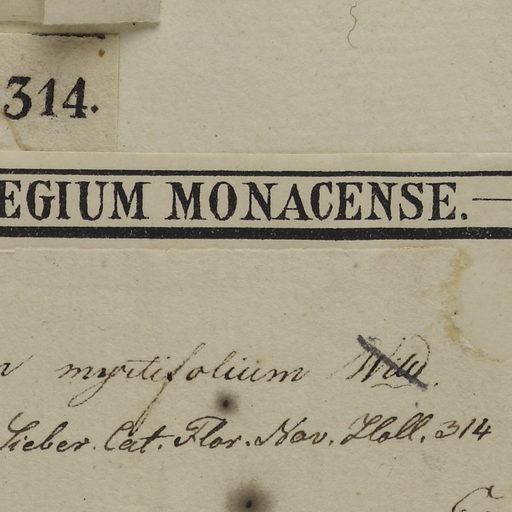 314.
EGIUM MONACENSE.
myrtifolium Willd.
Sieber. Cat. Flor. Nov. Holl. 314